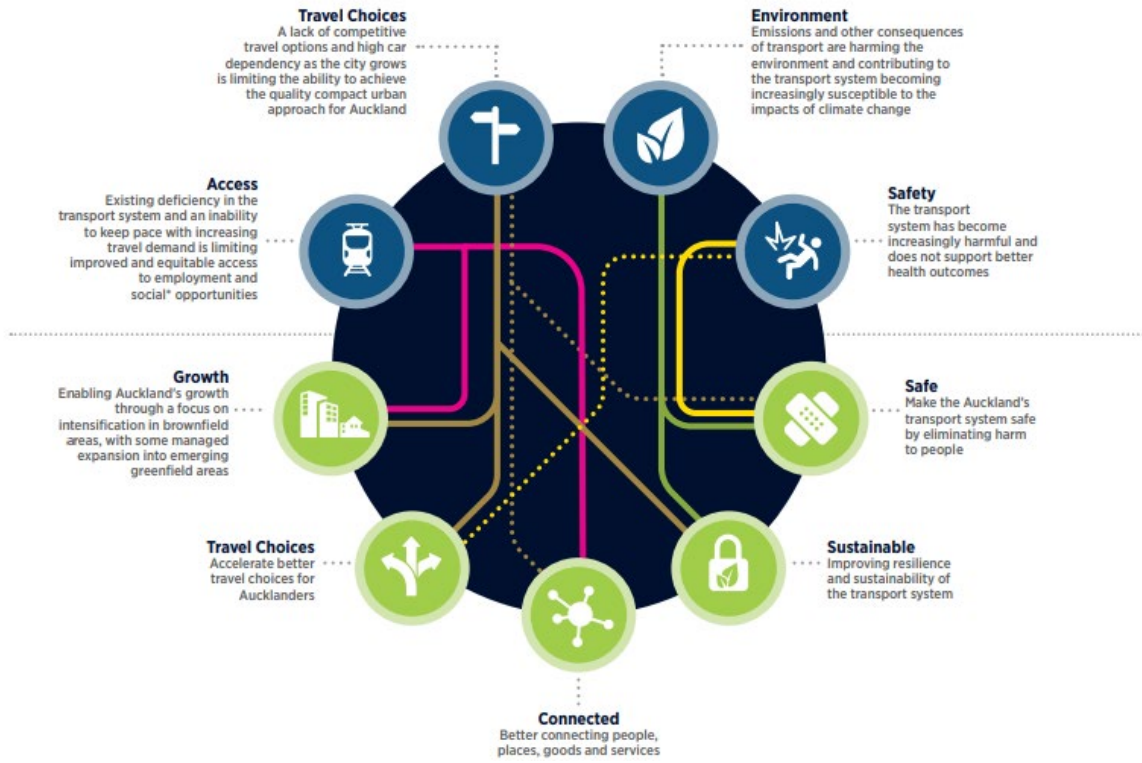 Travel Choices
A lack of competitive
travel options and high car
dependency as the city grows
is limiting the ability to achieve
the quality compact urban
approach for Auckland
Environment
Emissions and other consequences
of transport are harming the
environment and contributing to
the transport system becoming
increasingly susceptible to the
impacts of climate change
Access
Existing deficiency in the
transport system and an inability
to keep pace with increasing
travel demand is limiting
improved and equitable access
to employment and
social* opportunities
Safety
The transport
system has become
increasingly harmful and
does not support better
health outcomes
Growth
Enabling Auckland's growth
through a focus on
intensification in brownfield
areas, with some managed
expansion into emerging
greenfield areas
Safe
Make the Auckland's
transport system safe
by eliminating harm
to people
Travel Choices
Accelerate better
travel choices for
Aucklanders
Sustainable
Improving resilience
and sustainability of
the transport system
Connected
Better connecting people,
places, goods and services